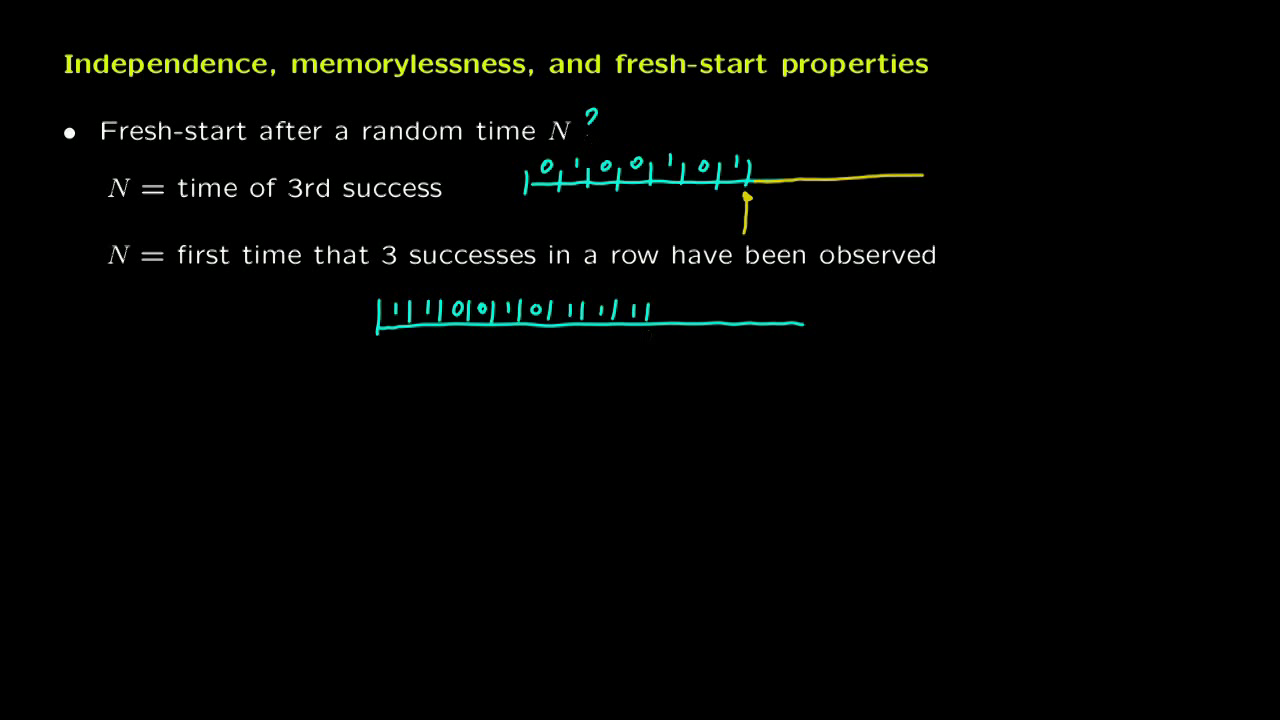 Independence, memorylessness, and fresh-start properties
• Fresh-start after a random time N ?
0 1 0 0 1 0 1
N = time of 3rd success
N = first time that 3 successes in a row have been observed
1 1 0 0 1 0 1 1 1